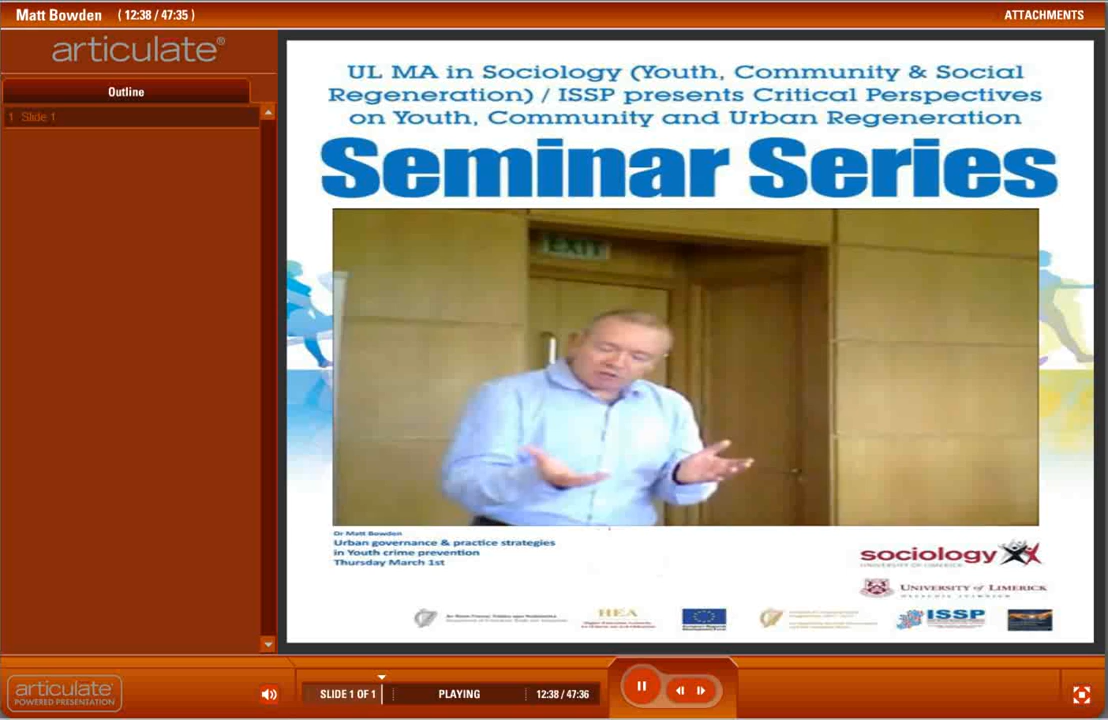 Matt Bowden ( 12:38 / 47:35 )
ATTACHMENTS
articulate®
Outline
1 Slide 1
UL MA in Sociology (Youth, Community & Social
Regeneration) / ISSP presents Critical Perspectives
on Youth, Community and Urban Regeneration
Seminar Series
EXIT
Dr Matt Bowden
Urban governance & practice strategies
in Youth crime prevention
Thursday March 1st
sociology
UNIVERSITY OF LIMERICK
UNIVERSITY of LIMERICK
HEA
ISSP
articulate®
POWERED PRESENTATION
SLIDE 1 OF 1
PLAYING
12:38 / 47:36